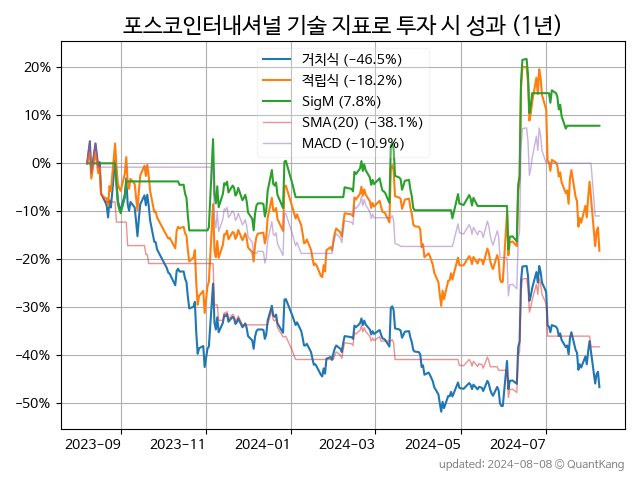 포스코인터내셔널 기술 지표로 투자 시 성과 (1년)
거치식 (−46.5%)
적립식 (−18.2%)
SigM (7.8%)
SMA(20) (−38.1%)
MACD (−10.9%)
20%
10%
0%
−10%
−20%
−30%
−40%
−50%
2023-09 2023-11 2024-01 2024-03 2024-05 2024-07
updated: 2024-08-08 © QuantKang